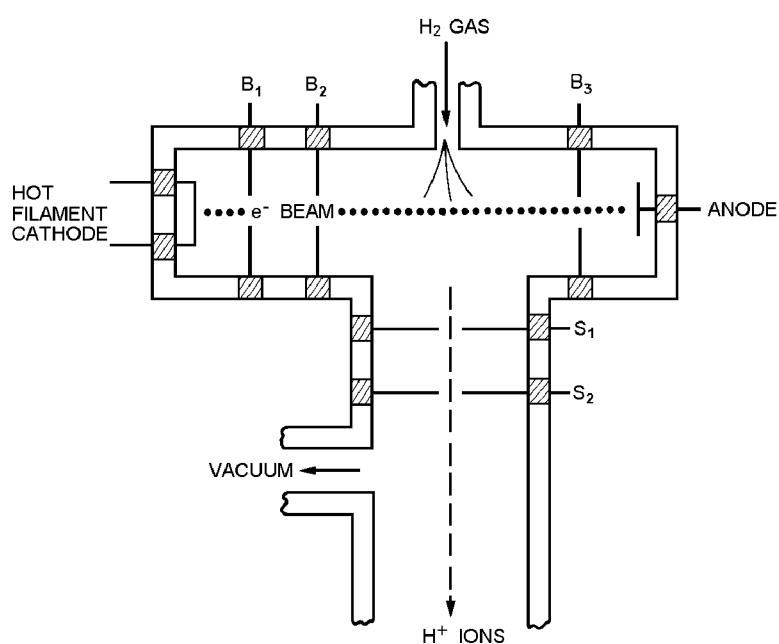 H₂ GAS
B₁
B₂
B₃
HOT
FILAMENT
CATHODE
e⁻ BEAM
ANODE
S₁
S₂
VACUUM
H⁺ IONS